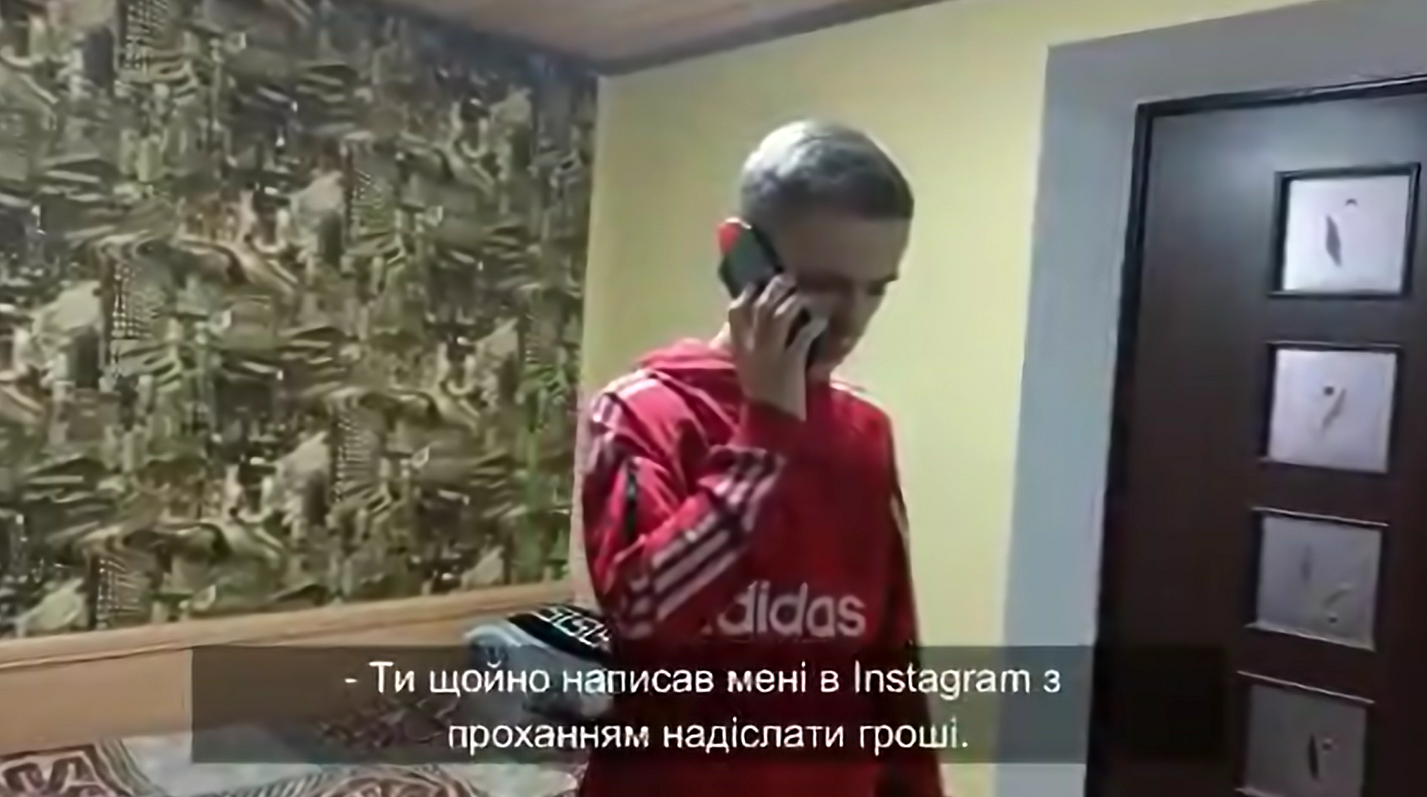 adidas
- Ти щойно написав мені в Instagram з
проханням надіслати гроші.